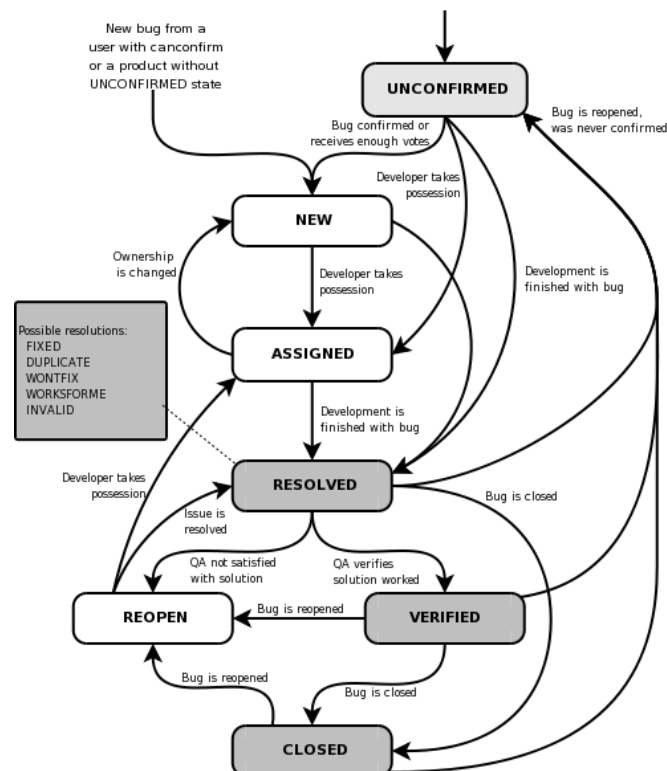 New bug from a
user with canconfirm
or a product without
UNCONFIRMED state
UNCONFIRMED
Bug is reopened,
was never confirmed
Bug confirmed or
receives enough votes
Developer takes
possession
NEW
Ownership
is changed
Developer takes
possession
Development is
finished with bug
Possible resolutions:
FIXED
DUPLICATE
WONTFIX
WORKSFORME
INVALID
ASSIGNED
Development is
finished with bug
Developer takes
possession
RESOLVED
Issue is
resolved
Bug is closed
QA not satisfied
with solution
QA verifies
solution worked
REOPEN
Bug is reopened
VERIFIED
Bug is reopened
Bug is closed
CLOSED